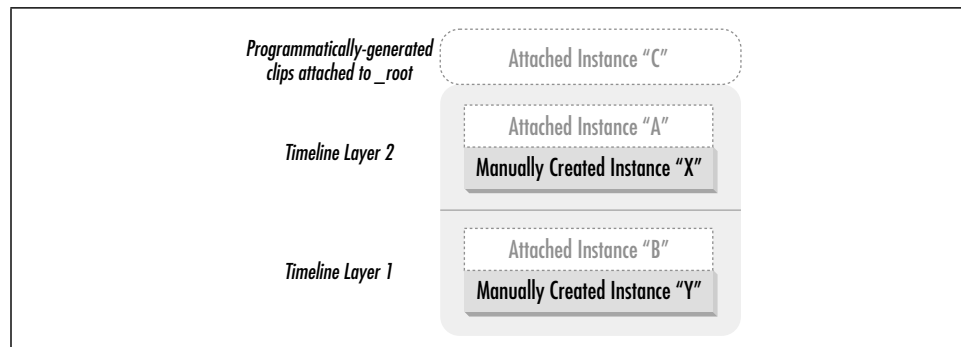 Programmatically-generated
clips attached to _root
Attached Instance “C”
Timeline Layer 2
Attached Instance “A”
Manually Created Instance “X”
Timeline Layer 1
Attached Instance “B”
Manually Created Instance “Y”